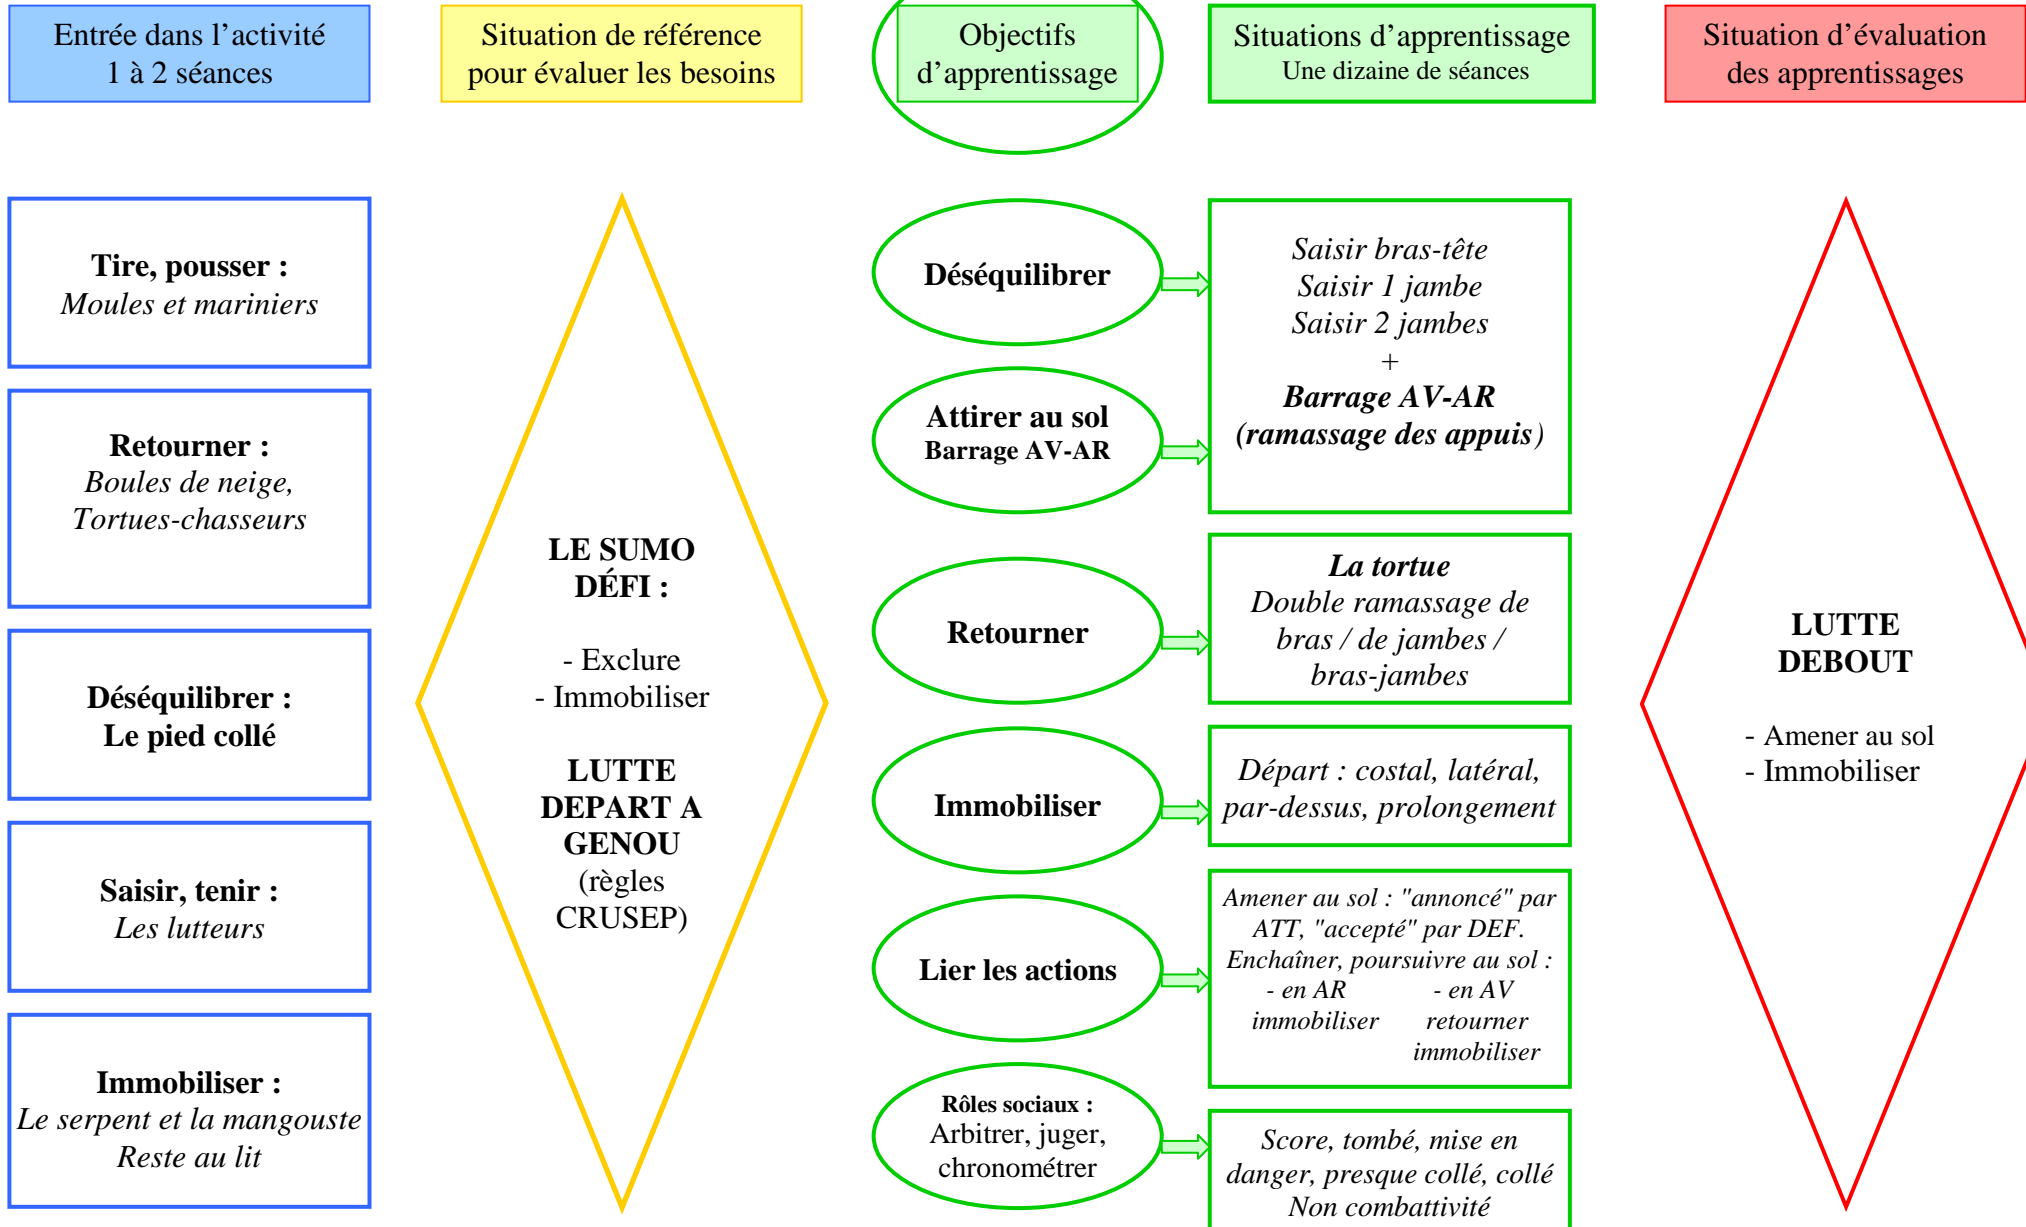 Entrée dans l’activité
1 à 2 séances
Situation de référence
pour évaluer les besoins
Objectifs
d’apprentissage
Situations d’apprentissage
Une dizaine de séances
Situation d’évaluation
des apprentissages
Tire, pousser :
Moules et mariniers
Retourner :
Boules de neige,
Tortues-chasseurs
Déséquilibrer :
Le pied collé
Saisir, tenir :
Les lutteurs
Immobiliser :
Le serpent et la mangouste
Reste au lit
LE SUMO
DÉFI :
- Exclure
- Immobiliser
LUTTE
DEPART A
GENOU
(règles
CRUSEP)
Déséquilibrer
Attirer au sol
Barrage AV-AR
Retourner
Immobiliser
Lier les actions
Rôles sociaux :
Arbitrer, juger,
chronométrer
Saisir bras-tête
Saisir 1 jambe
Saisir 2 jambes
+
Barrage AV-AR
(ramassage des appuis)
La tortue
Double ramassage de
bras / de jambes /
bras-jambes
Départ : costal, latéral,
par-dessus, prolongement
Amener au sol : "annoncé" par
ATT, "accepté" par DEF.
Enchaîner, poursuivre au sol :
- en AR - en AV
immobiliser retourner
immobiliser
Score, tombé, mise en
danger, presque collé, collé
Non combattivité
LUTTE
DEBOUT
- Amener au sol
- Immobiliser